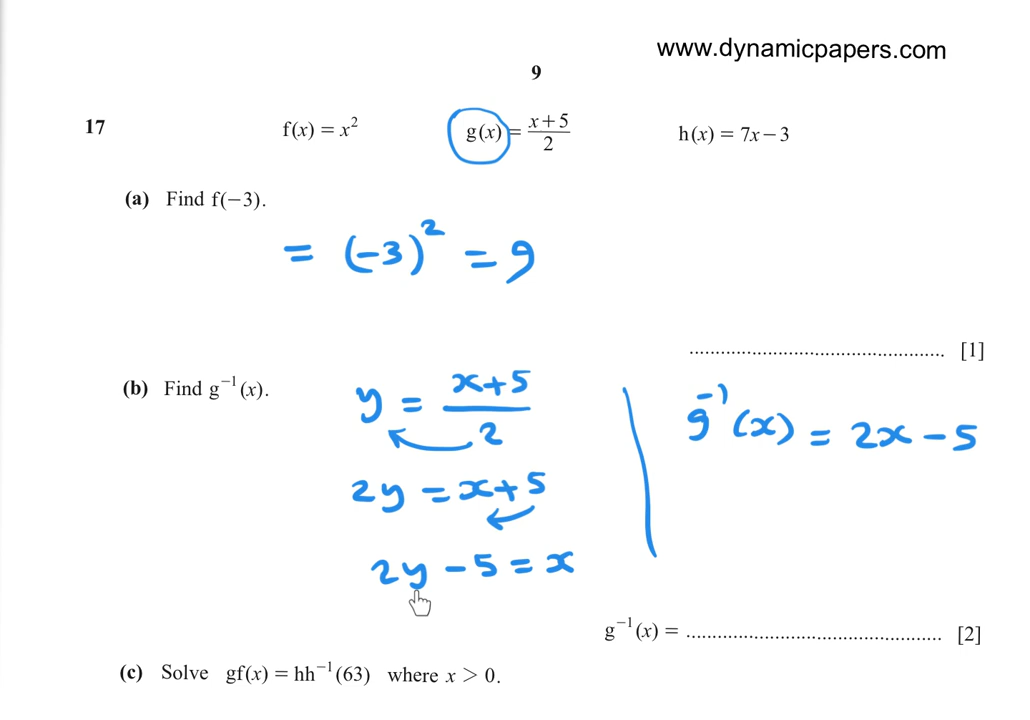 www.dynamicpapers.com
9
17 f(x) = x² g(x) = (x+5)/2 h(x) = 7x − 3
(a) Find f(−3).
= (−3)² = 9
.................................................. [1]
(b) Find g⁻¹(x).
y = (x+5)/2
g⁻¹(x) = 2x − 5
2y = x+5
2y − 5 = x
g⁻¹(x) = .................................................. [2]
(c) Solve gf(x) = hh⁻¹(63) where x > 0.